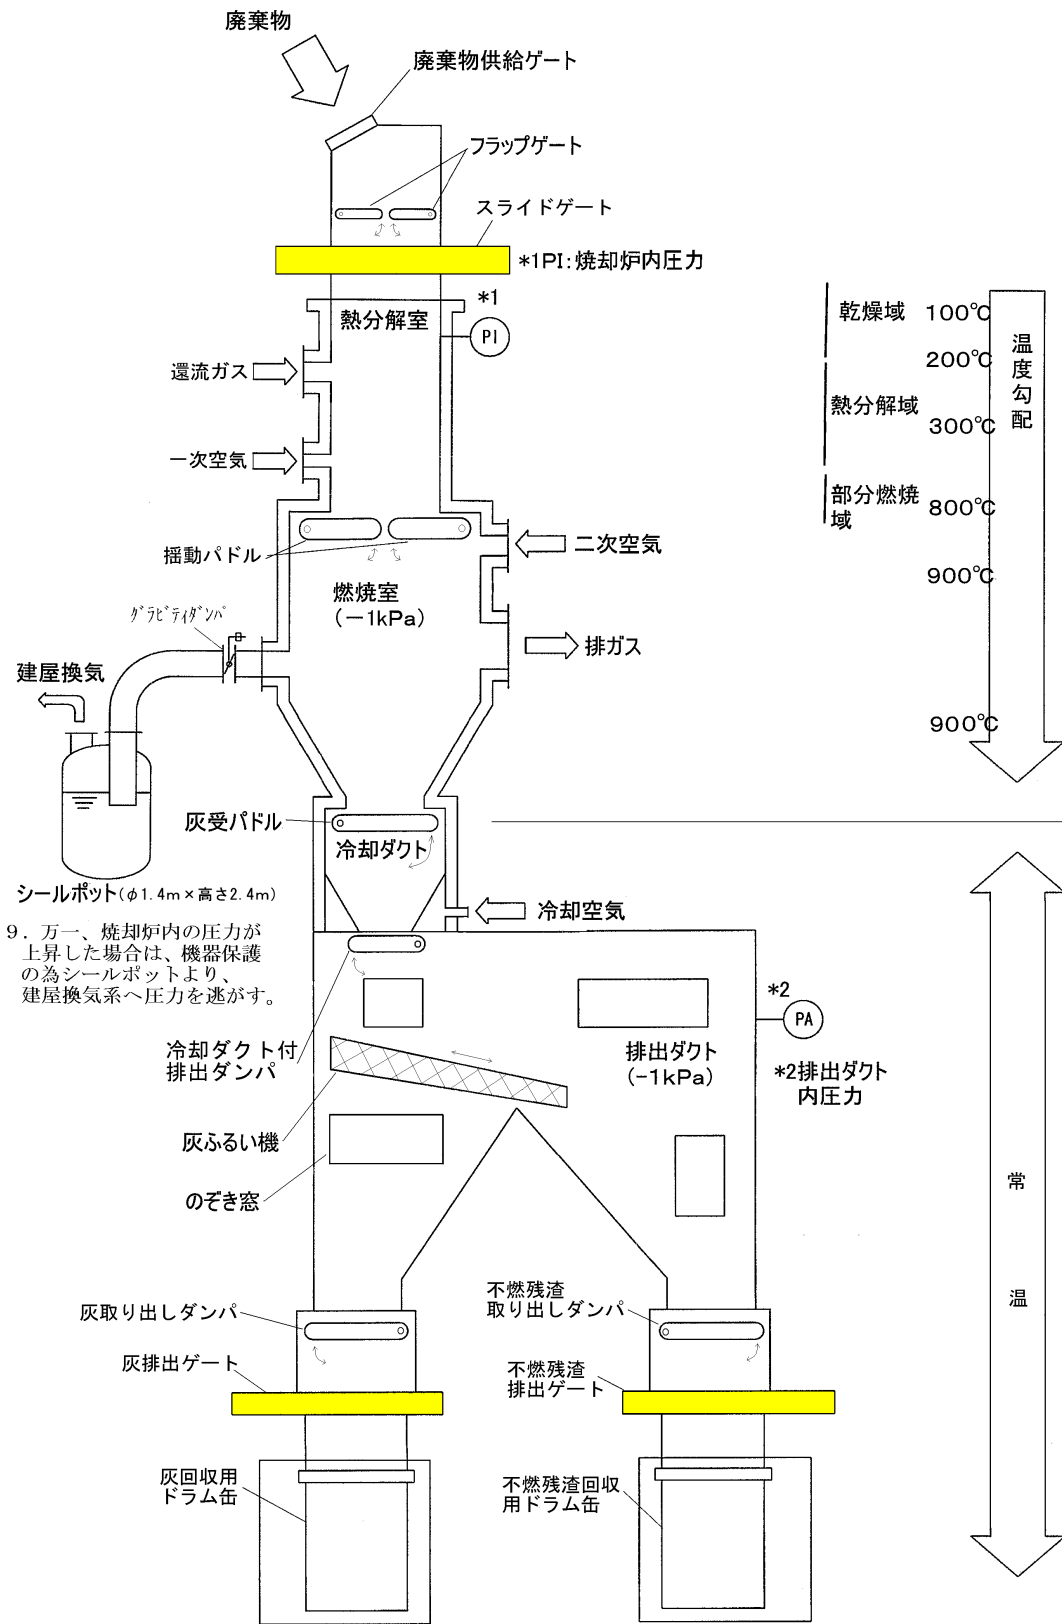 廃棄物
廃棄物供給ゲート
フラップゲート
スライドゲート
*1PI:焼却炉内圧力
*1
熱分解室
PI
還流ガス
一次空気
揺動パドル
二次空気
燃焼室
(-1kPa)
グラビティダンパ
排ガス
建屋換気
シールポット(φ1.4m×高さ2.4m)
9. 万一、焼却炉内の圧力が
上昇した場合は、機器保護
の為シールポットより、
建屋換気系へ圧力を逃がす。
灰受パドル
冷却ダクト
冷却空気
*2
PA
冷却ダクト付
排出ダンパ
排出ダクト
(-1kPa)
*2排出ダクト
内圧力
灰ふるい機
のぞき窓
灰取り出しダンパ
不燃残渣
取り出しダンパ
灰排出ゲート
不燃残渣
排出ゲート
灰回収用
ドラム缶
不燃残渣回収
用ドラム缶
乾燥域
100℃
200℃
熱分解域
300℃
部分燃焼
域
800℃
900℃
900℃
温度勾配
常温